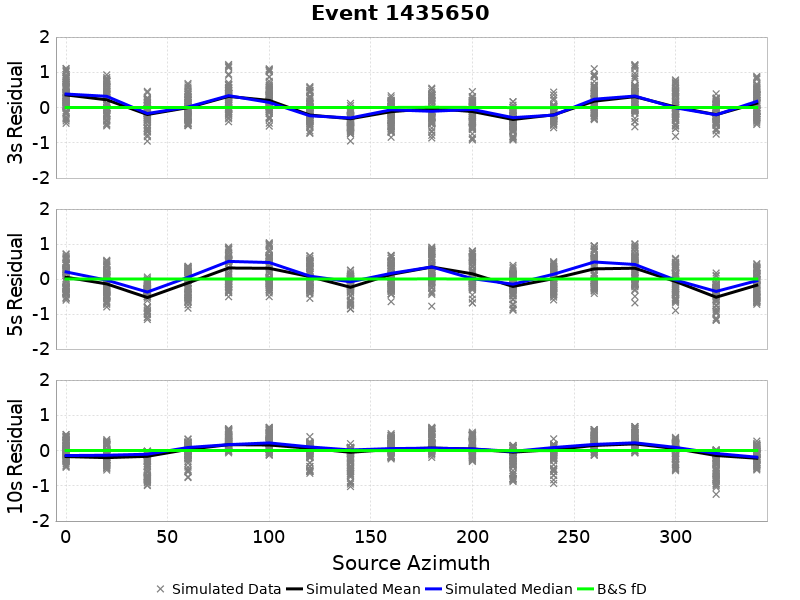 Event 1435650
3s Residual
2
1
0
-1
-2
5s Residual
2
1
0
-1
-2
10s Residual
2
1
0
-1
-2
0 50 100 150 200 250 300
Source Azimuth
Simulated Data Simulated Mean Simulated Median B&S fD